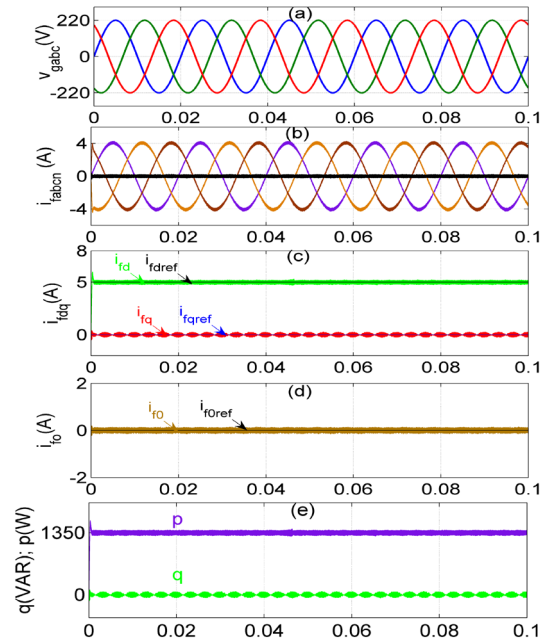 (a)
v_gabc(V)
220
0
-220
0 0.02 0.04 0.06 0.08 0.1
(b)
i_fabcn (A)
4
0
-4
0 0.02 0.04 0.06 0.08 0.1
(c)
i_fdq(A)
8
5
0
i_fd i_fdref
i_fq i_fqref
0 0.02 0.04 0.06 0.08 0.1
(d)
i_fo(A)
2
0
-2
i_f0 i_f0ref
0 0.02 0.04 0.06 0.08 0.1
(e)
q(VAR); p(W)
1350
0
p
q
0 0.02 0.04 0.06 0.08 0.1